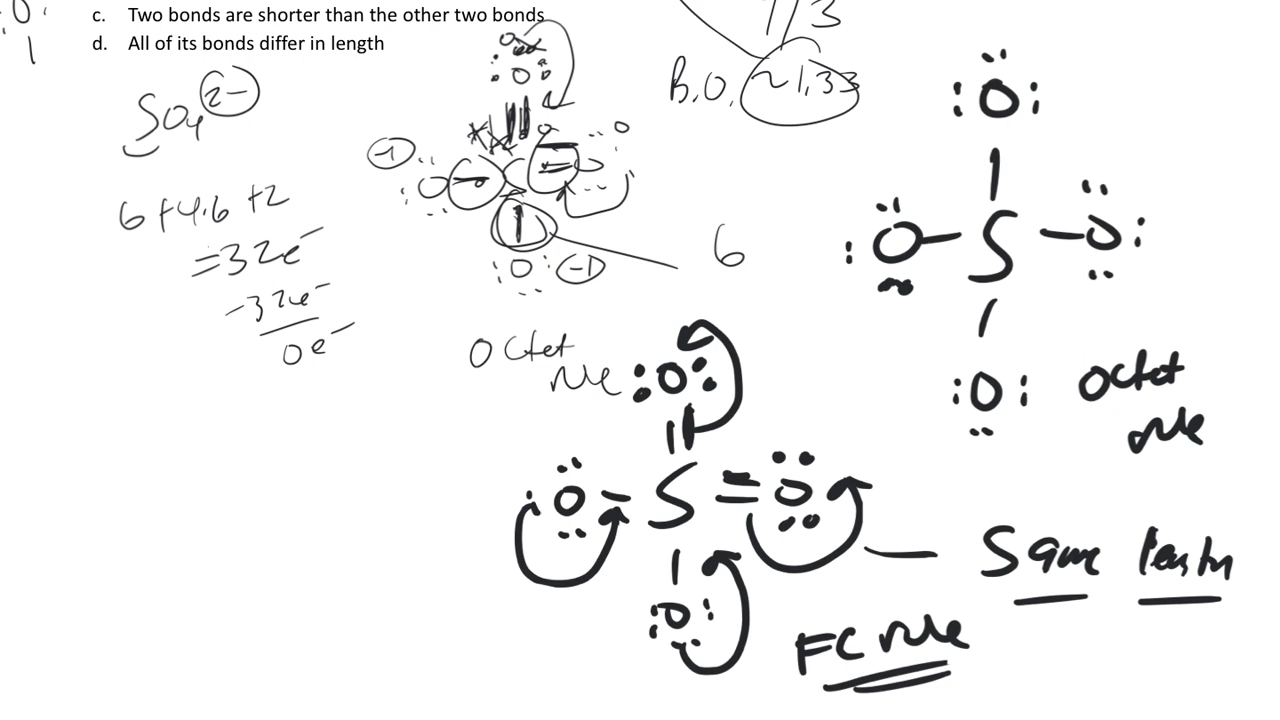 c. Two bonds are shorter than the other two bonds
d. All of its bonds differ in length
SO4 2-
B.O. ~1,33
6+4.6+2
=32e-
-32e-
0e-
6
Octet
rule
Octet
rule
:O:
:O-S-O:
:O:
:O:
:O-S=O
:O:
Same length
FC rule